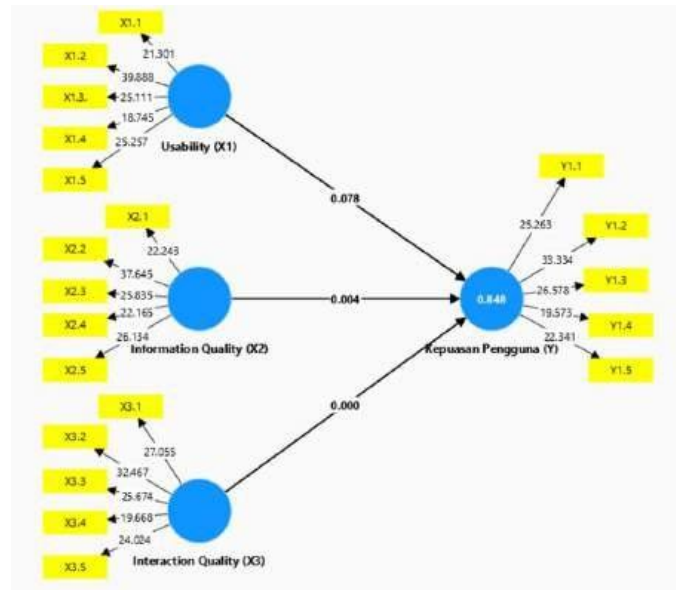 X1.1
X1.2
21.301
39.888
X1.3.
25.111
X1.4
18.745
25.257
Usability (X1)
X1.5
0.078
Y1.1
X2.1
25.263
Y1.2
X2.2
22.243
33.334
37.645
Y1.3
X2.3
25.835
0.004
0.848
26.578
X2.4
22.165
19.573
Y1.4
26.134
22.341
Information Quality (X2)
Kepuasan Pengguna (Y)
X2.5
Y1.5
0.000
X3.1
X3.2
27.055
32.467
X3.3
25.674
X3.4
19.668
24.024
Interaction Quality (X3)
X3.5